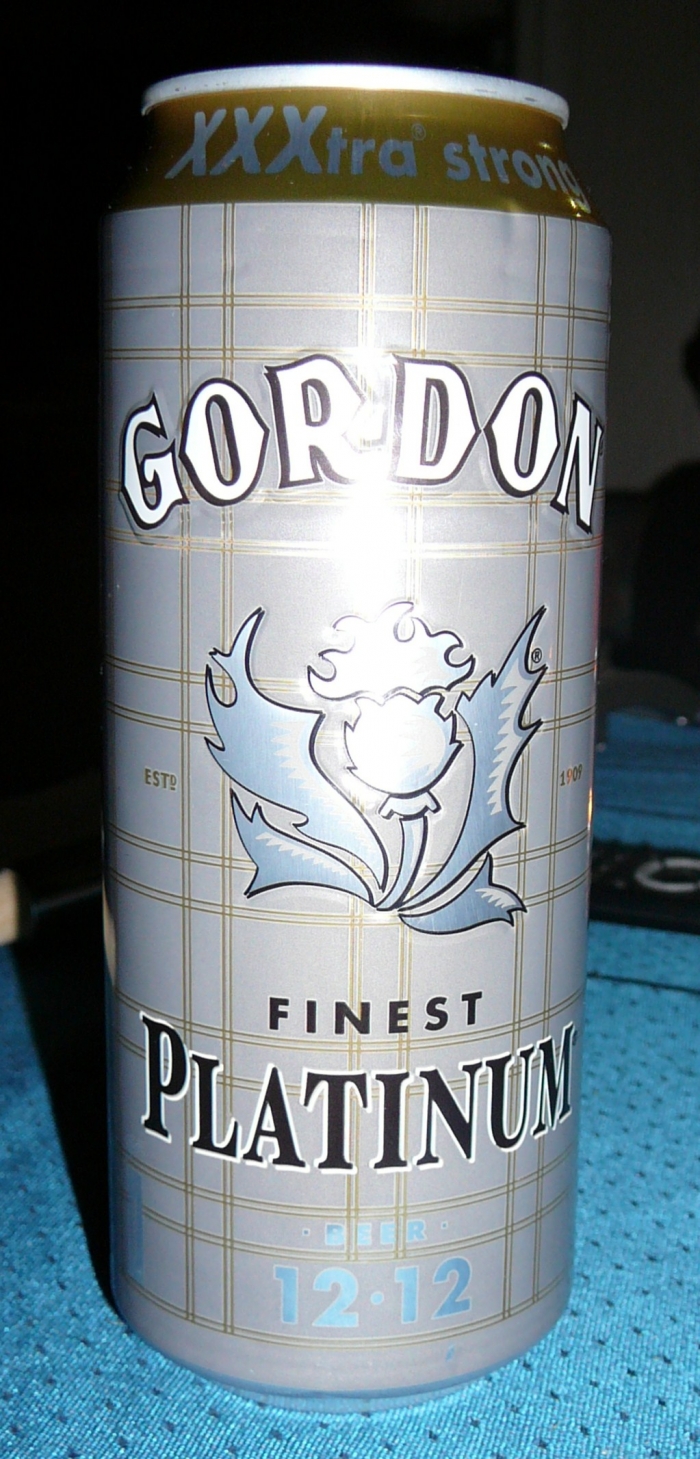 XXXtra® strong
GORDON
®
ESTD 1909
FINEST
PLATINUM
· BEER ·
12·12